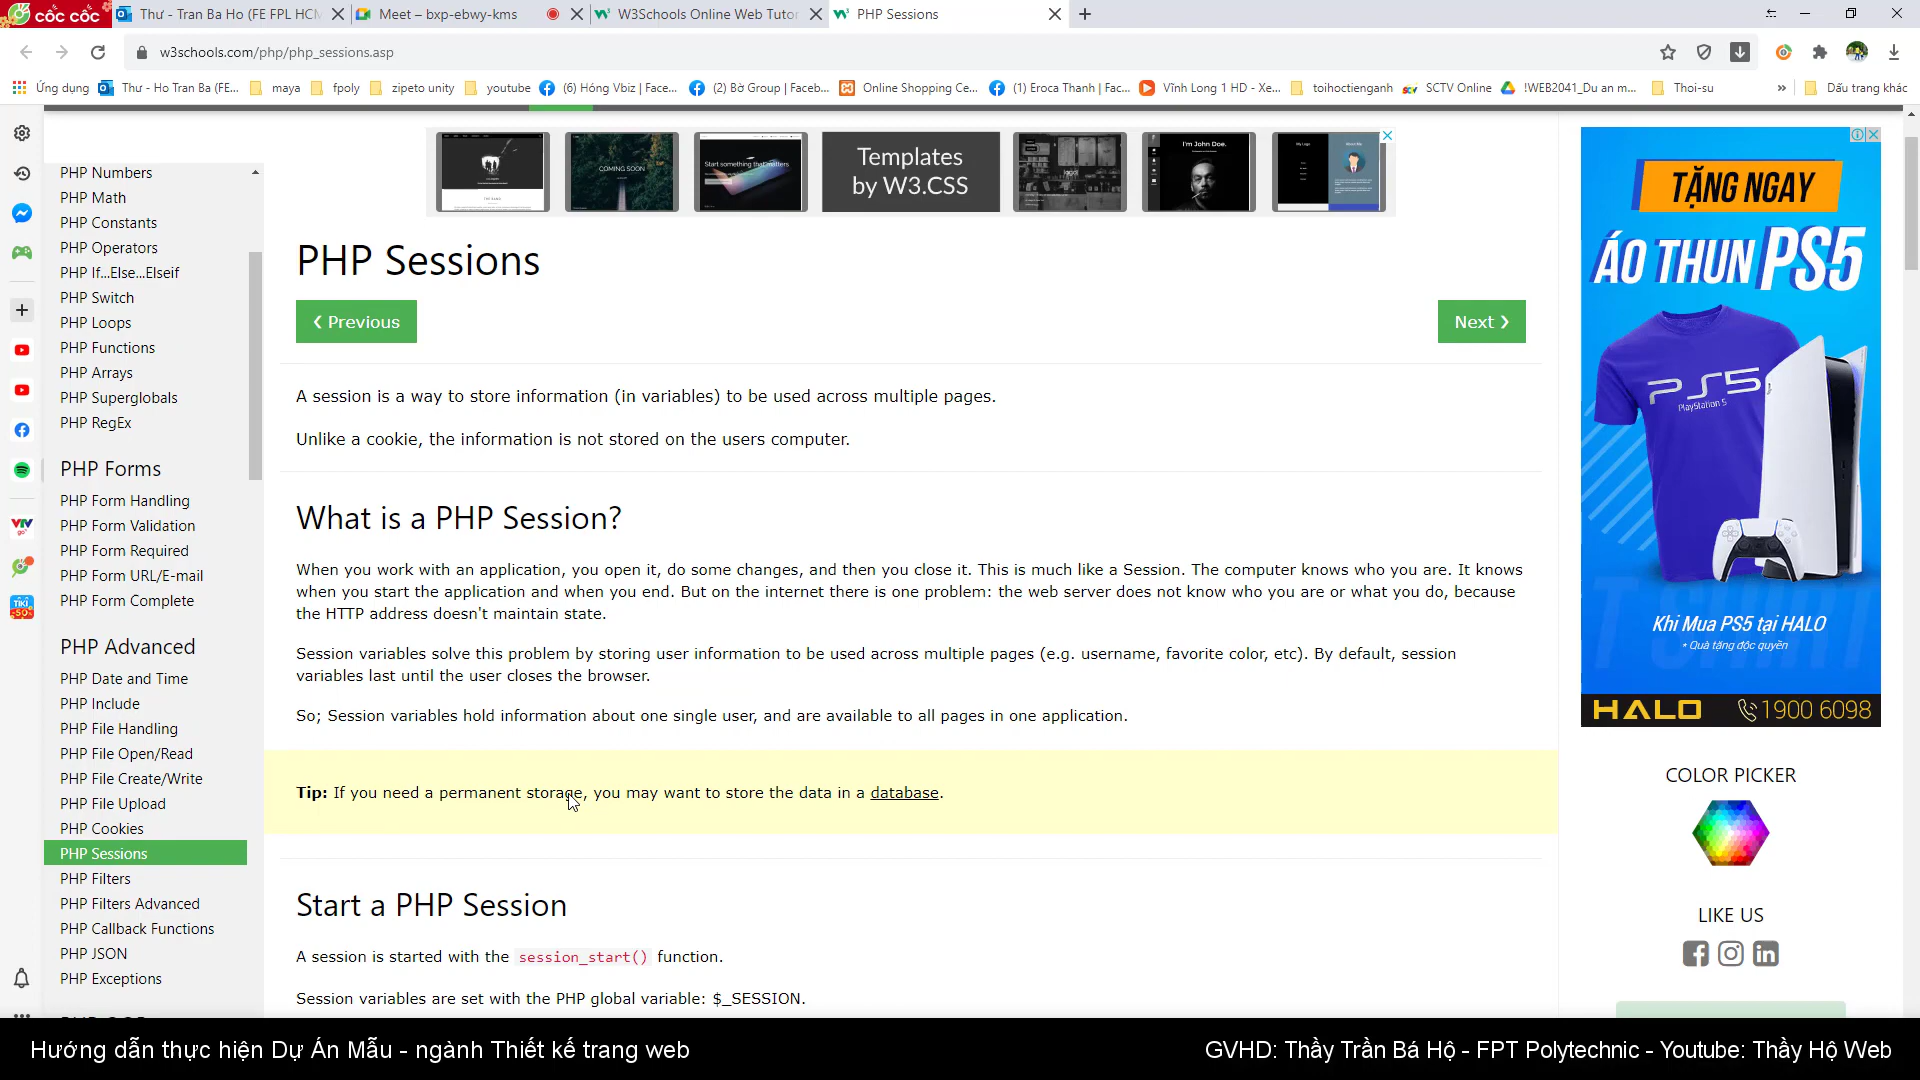 cốc cốc
Thư - Tran Ba Ho (FE FPL HCM
Meet – bxp-ebwy-kms
W3Schools Online Web Tutor
PHP Sessions
w3schools.com/php/php_sessions.asp
Ứng dụng
Thư - Ho Tran Ba (FE...
maya
fpoly
zipeto unity
youtube
(6) Hóng Vbiz | Face...
(2) Bờ Group | Faceb...
Online Shopping Ce...
(1) Eroca Thanh | Fac...
Vĩnh Long 1 HD - Xe...
toihoctienganh
SCTV Online
!WEB2041_Du an m...
Thoi-su
»
Dấu trang khác
COMING SOON
Start something that matters
Templates
by W3.CSS
I'm John Doe.
PHP Numbers
PHP Math
PHP Constants
PHP Operators
PHP If...Else...Elseif
PHP Switch
PHP Loops
PHP Functions
PHP Arrays
PHP Superglobals
PHP RegEx
PHP Forms
PHP Form Handling
PHP Form Validation
PHP Form Required
PHP Form URL/E-mail
PHP Form Complete
PHP Advanced
PHP Date and Time
PHP Include
PHP File Handling
PHP File Open/Read
PHP File Create/Write
PHP File Upload
PHP Cookies
PHP Sessions
PHP Filters
PHP Filters Advanced
PHP Callback Functions
PHP JSON
PHP Exceptions
PHP Sessions
❮ Previous
Next ❯
A session is a way to store information (in variables) to be used across multiple pages.
Unlike a cookie, the information is not stored on the users computer.
What is a PHP Session?
When you work with an application, you open it, do some changes, and then you close it. This is much like a Session. The computer knows who you are. It knows
when you start the application and when you end. But on the internet there is one problem: the web server does not know who you are or what you do, because
the HTTP address doesn't maintain state.
Session variables solve this problem by storing user information to be used across multiple pages (e.g. username, favorite color, etc). By default, session
variables last until the user closes the browser.
So; Session variables hold information about one single user, and are available to all pages in one application.
Tip: If you need a permanent storage, you may want to store the data in a database.
Start a PHP Session
A session is started with the session_start() function.
Session variables are set with the PHP global variable: $_SESSION.
TẶNG NGAY
ÁO THUN PS5
PS5
PlayStation 5
Khi Mua PS5 tại HALO
* Quà tặng độc quyền
HALO
1900 6098
COLOR PICKER
LIKE US
VTV
go
TIKI
-50%
Hướng dẫn thực hiện Dự Án Mẫu - ngành Thiết kế trang web
GVHD: Thầy Trần Bá Hộ - FPT Polytechnic - Youtube: Thầy Hộ Web